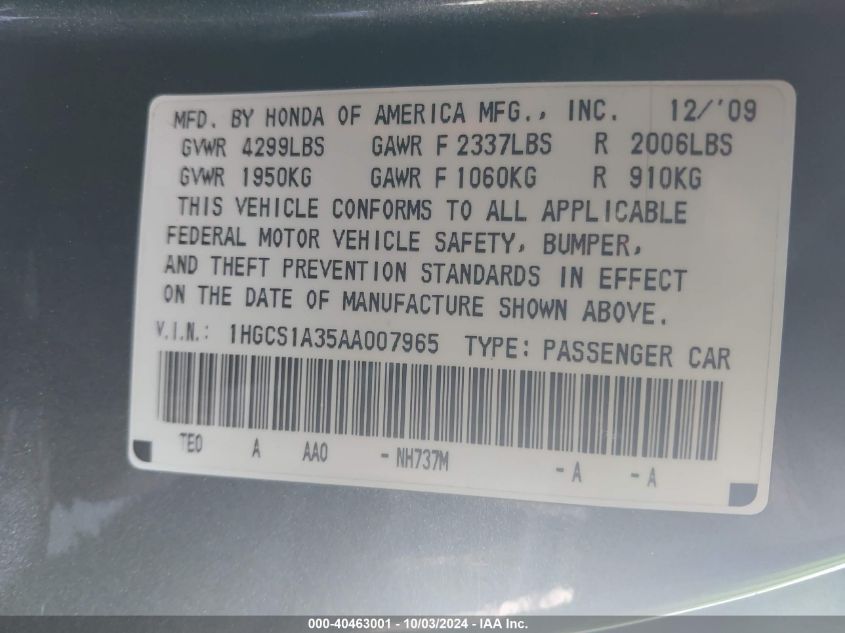 MFD. BY HONDA OF AMERICA MFG., INC. 12/'09
GVWR 4299LBS GAWR F 2337LBS R 2006LBS
GVWR 1950KG GAWR F 1060KG R 910KG
THIS VEHICLE CONFORMS TO ALL APPLICABLE
FEDERAL MOTOR VEHICLE SAFETY, BUMPER,
AND THEFT PREVENTION STANDARDS IN EFFECT
ON THE DATE OF MANUFACTURE SHOWN ABOVE.
V.I.N.: 1HGCS1A35AA007965 TYPE: PASSENGER CAR
TE0 A AA0 -NH737M -A -A
000-40463001 - 10/03/2024 - IAA Inc.